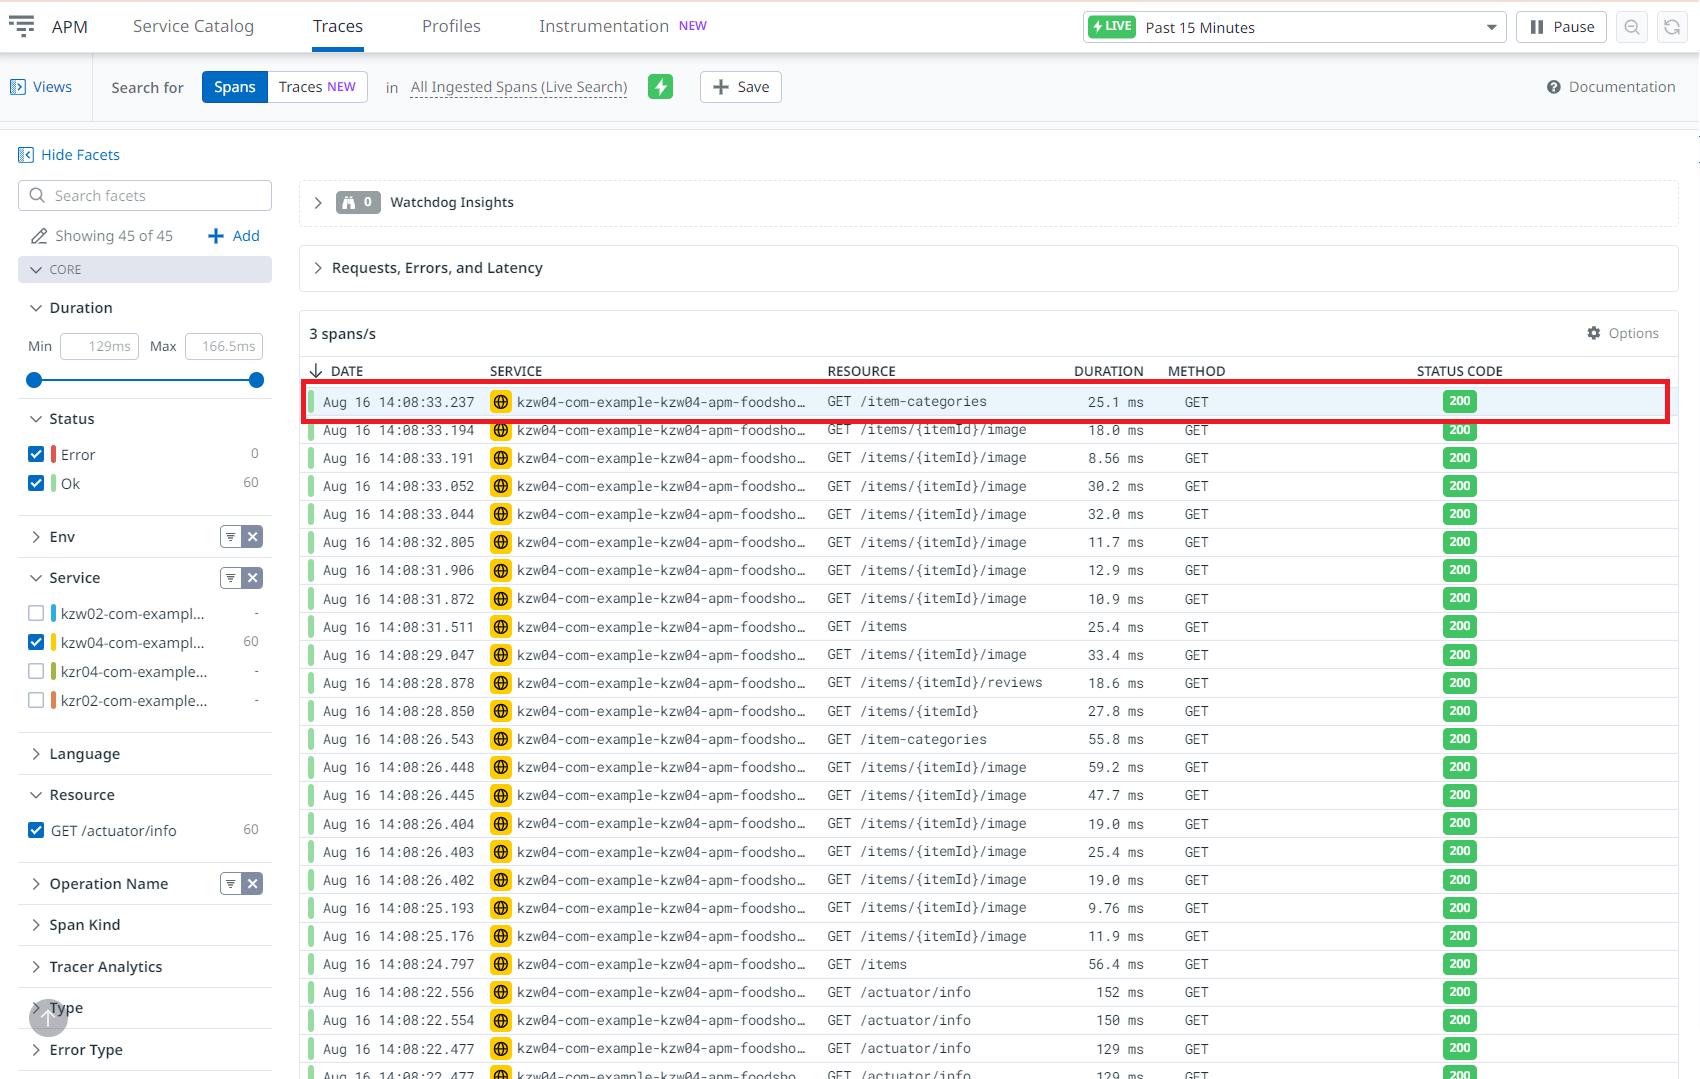 APM Service Catalog Traces Profiles Instrumentation NEW LIVE Past 15 Minutes Pause
Views Search for Spans Traces NEW in All Ingested Spans (Live Search) Save Documentation
Hide Facets
Search facets
Showing 45 of 45 Add
CORE
Duration
Min 129ms Max 166.5ms
Status
Error 0
Ok 60
Env
Service
kzw02-com-exampl... -
kzw04-com-exampl... 60
kzr04-com-example... -
kzr02-com-example... -
Language
Resource
GET /actuator/info 60
Operation Name
Span Kind
Tracer Analytics
Type
Error Type
0 Watchdog Insights
Requests, Errors, and Latency
3 spans/s Options
DATE SERVICE RESOURCE DURATION METHOD STATUS CODE
Aug 16 14:08:33.237 kzw04-com-example-kzw04-apm-foodsho… GET /item-categories 25.1 ms GET 200
Aug 16 14:08:33.194 kzw04-com-example-kzw04-apm-foodsho… GET /items/{itemId}/image 18.0 ms GET 200
Aug 16 14:08:33.191 kzw04-com-example-kzw04-apm-foodsho… GET /items/{itemId}/image 8.56 ms GET 200
Aug 16 14:08:33.052 kzw04-com-example-kzw04-apm-foodsho… GET /items/{itemId}/image 30.2 ms GET 200
Aug 16 14:08:33.044 kzw04-com-example-kzw04-apm-foodsho… GET /items/{itemId}/image 32.0 ms GET 200
Aug 16 14:08:32.805 kzw04-com-example-kzw04-apm-foodsho… GET /items/{itemId}/image 11.7 ms GET 200
Aug 16 14:08:31.906 kzw04-com-example-kzw04-apm-foodsho… GET /items/{itemId}/image 12.9 ms GET 200
Aug 16 14:08:31.872 kzw04-com-example-kzw04-apm-foodsho… GET /items/{itemId}/image 10.9 ms GET 200
Aug 16 14:08:31.511 kzw04-com-example-kzw04-apm-foodsho… GET /items 25.4 ms GET 200
Aug 16 14:08:29.047 kzw04-com-example-kzw04-apm-foodsho… GET /items/{itemId}/image 33.4 ms GET 200
Aug 16 14:08:28.878 kzw04-com-example-kzw04-apm-foodsho… GET /items/{itemId}/reviews 18.6 ms GET 200
Aug 16 14:08:28.850 kzw04-com-example-kzw04-apm-foodsho… GET /items/{itemId} 27.8 ms GET 200
Aug 16 14:08:26.543 kzw04-com-example-kzw04-apm-foodsho… GET /item-categories 55.8 ms GET 200
Aug 16 14:08:26.448 kzw04-com-example-kzw04-apm-foodsho… GET /items/{itemId}/image 59.2 ms GET 200
Aug 16 14:08:26.445 kzw04-com-example-kzw04-apm-foodsho… GET /items/{itemId}/image 47.7 ms GET 200
Aug 16 14:08:26.404 kzw04-com-example-kzw04-apm-foodsho… GET /items/{itemId}/image 19.0 ms GET 200
Aug 16 14:08:26.403 kzw04-com-example-kzw04-apm-foodsho… GET /items/{itemId}/image 25.4 ms GET 200
Aug 16 14:08:26.402 kzw04-com-example-kzw04-apm-foodsho… GET /items/{itemId}/image 19.0 ms GET 200
Aug 16 14:08:25.193 kzw04-com-example-kzw04-apm-foodsho… GET /items/{itemId}/image 9.76 ms GET 200
Aug 16 14:08:25.176 kzw04-com-example-kzw04-apm-foodsho… GET /items/{itemId}/image 11.9 ms GET 200
Aug 16 14:08:24.797 kzw04-com-example-kzw04-apm-foodsho… GET /items 56.4 ms GET 200
Aug 16 14:08:22.556 kzw04-com-example-kzw04-apm-foodsho… GET /actuator/info 152 ms GET 200
Aug 16 14:08:22.554 kzw04-com-example-kzw04-apm-foodsho… GET /actuator/info 150 ms GET 200
Aug 16 14:08:22.477 kzw04-com-example-kzw04-apm-foodsho… GET /actuator/info 129 ms GET 200
Aug 16 14:08:22.477 kzw04-com-example-kzw04-apm-foodsho… GET /actuator/info 129 ms GET 200